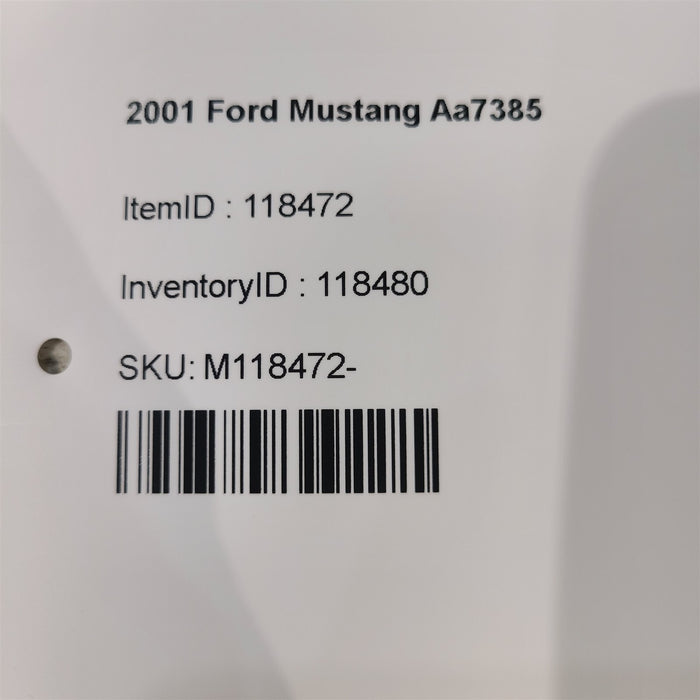 2001 Ford Mustang Aa7385
ItemID : 118472
InventoryID : 118480
SKU: M118472-